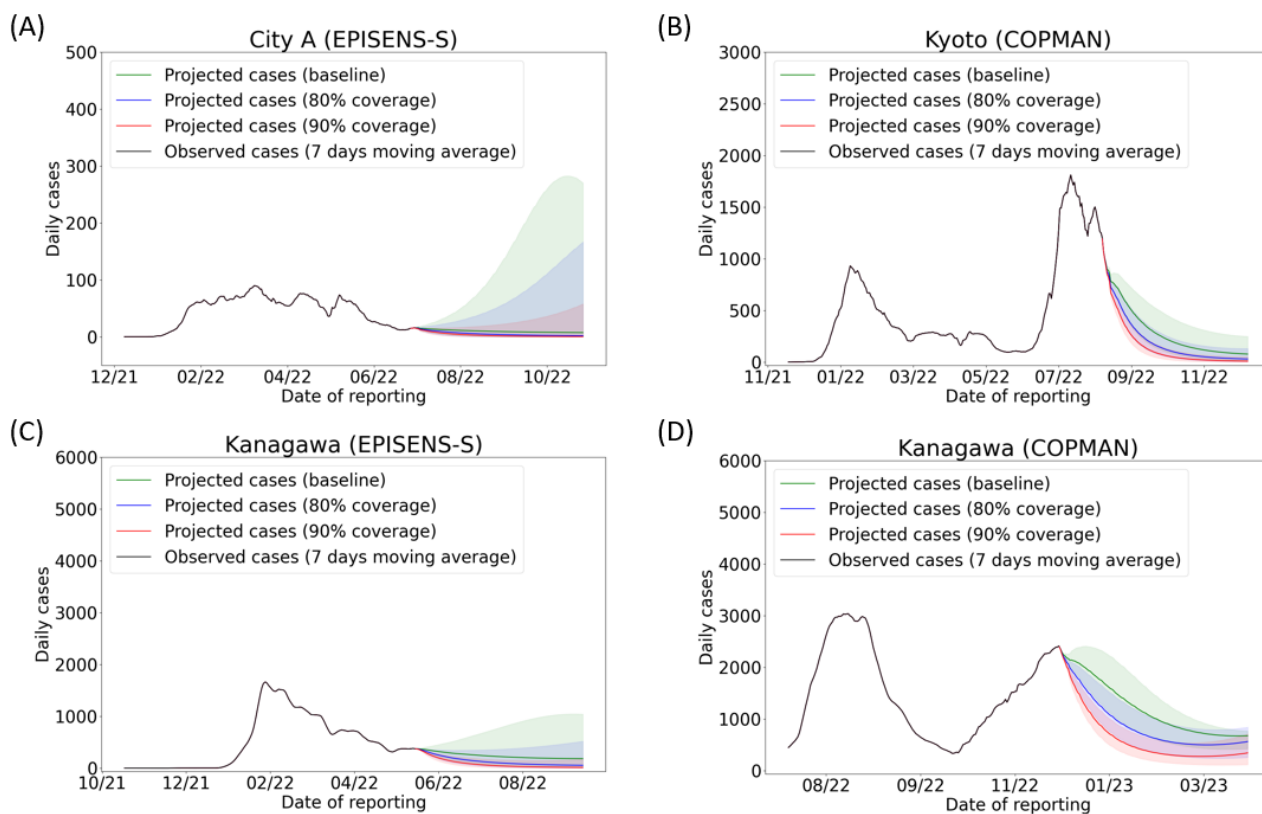 (A)
City A (EPISENS-S)
500
400
300
200
100
0
Daily cases
Projected cases (baseline)
Projected cases (80% coverage)
Projected cases (90% coverage)
Observed cases (7 days moving average)
12/21 02/22 04/22 06/22 08/22 10/22
Date of reporting
(B)
Kyoto (COPMAN)
3000
2500
2000
1500
1000
500
0
Daily cases
Projected cases (baseline)
Projected cases (80% coverage)
Projected cases (90% coverage)
Observed cases (7 days moving average)
11/21 01/22 03/22 05/22 07/22 09/22 11/22
Date of reporting
(C)
Kanagawa (EPISENS-S)
6000
5000
4000
3000
2000
1000
0
Daily cases
Projected cases (baseline)
Projected cases (80% coverage)
Projected cases (90% coverage)
Observed cases (7 days moving average)
10/21 12/21 02/22 04/22 06/22 08/22
Date of reporting
(D)
Kanagawa (COPMAN)
6000
5000
4000
3000
2000
1000
0
Daily cases
Projected cases (baseline)
Projected cases (80% coverage)
Projected cases (90% coverage)
Observed cases (7 days moving average)
08/22 09/22 11/22 01/23 03/23
Date of reporting